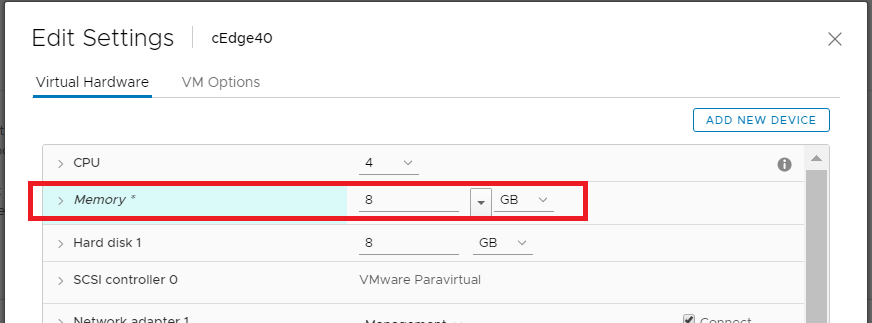 Edit Settings cEdge40
Virtual Hardware VM Options
ADD NEW DEVICE
CPU 4
Memory * 8 GB
Hard disk 1 8 GB
SCSI controller 0 VMware Paravirtual
Network adapter 1 Management Connect